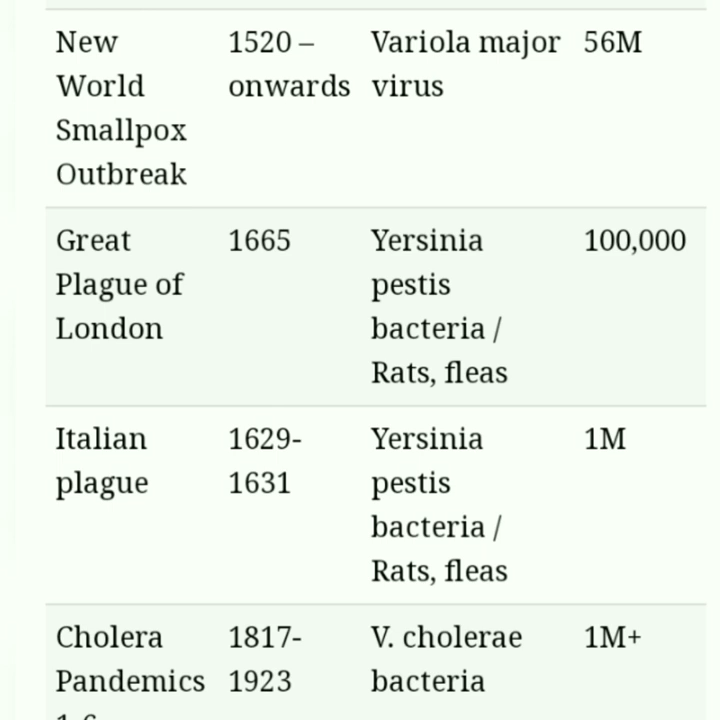 New World Smallpox Outbreak 1520 – onwards Variola major virus 56M
Great Plague of London 1665 Yersinia pestis bacteria / Rats, fleas 100,000
Italian plague 1629-1631 Yersinia pestis bacteria / Rats, fleas 1M
Cholera Pandemics 1817-1923 V. cholerae bacteria 1M+